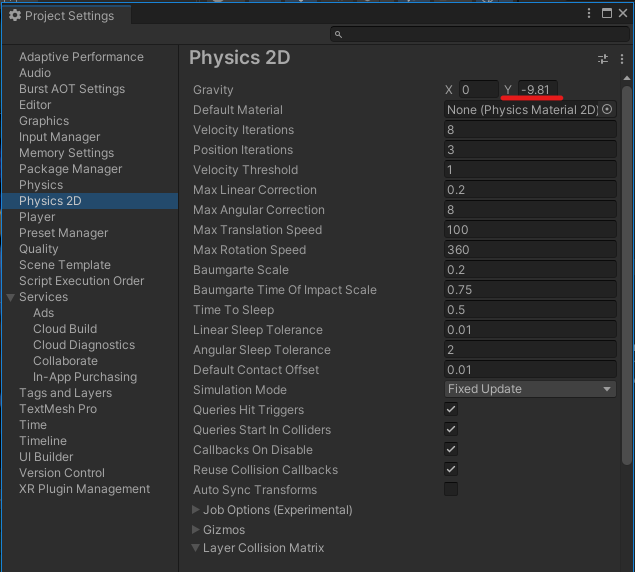 Project Settings
Adaptive Performance
Audio
Burst AOT Settings
Editor
Graphics
Input Manager
Memory Settings
Package Manager
Physics
Physics 2D
Player
Preset Manager
Quality
Scene Template
Script Execution Order
Services
Ads
Cloud Build
Cloud Diagnostics
Collaborate
In-App Purchasing
Tags and Layers
TextMesh Pro
Time
Timeline
UI Builder
Version Control
XR Plugin Management
Physics 2D
Gravity X 0 Y -9.81
Default Material None (Physics Material 2D)
Velocity Iterations 8
Position Iterations 3
Velocity Threshold 1
Max Linear Correction 0.2
Max Angular Correction 8
Max Translation Speed 100
Max Rotation Speed 360
Baumgarte Scale 0.2
Baumgarte Time Of Impact Scale 0.75
Time To Sleep 0.5
Linear Sleep Tolerance 0.01
Angular Sleep Tolerance 2
Default Contact Offset 0.01
Simulation Mode Fixed Update
Queries Hit Triggers
Queries Start In Colliders
Callbacks On Disable
Reuse Collision Callbacks
Auto Sync Transforms
Job Options (Experimental)
Gizmos
Layer Collision Matrix